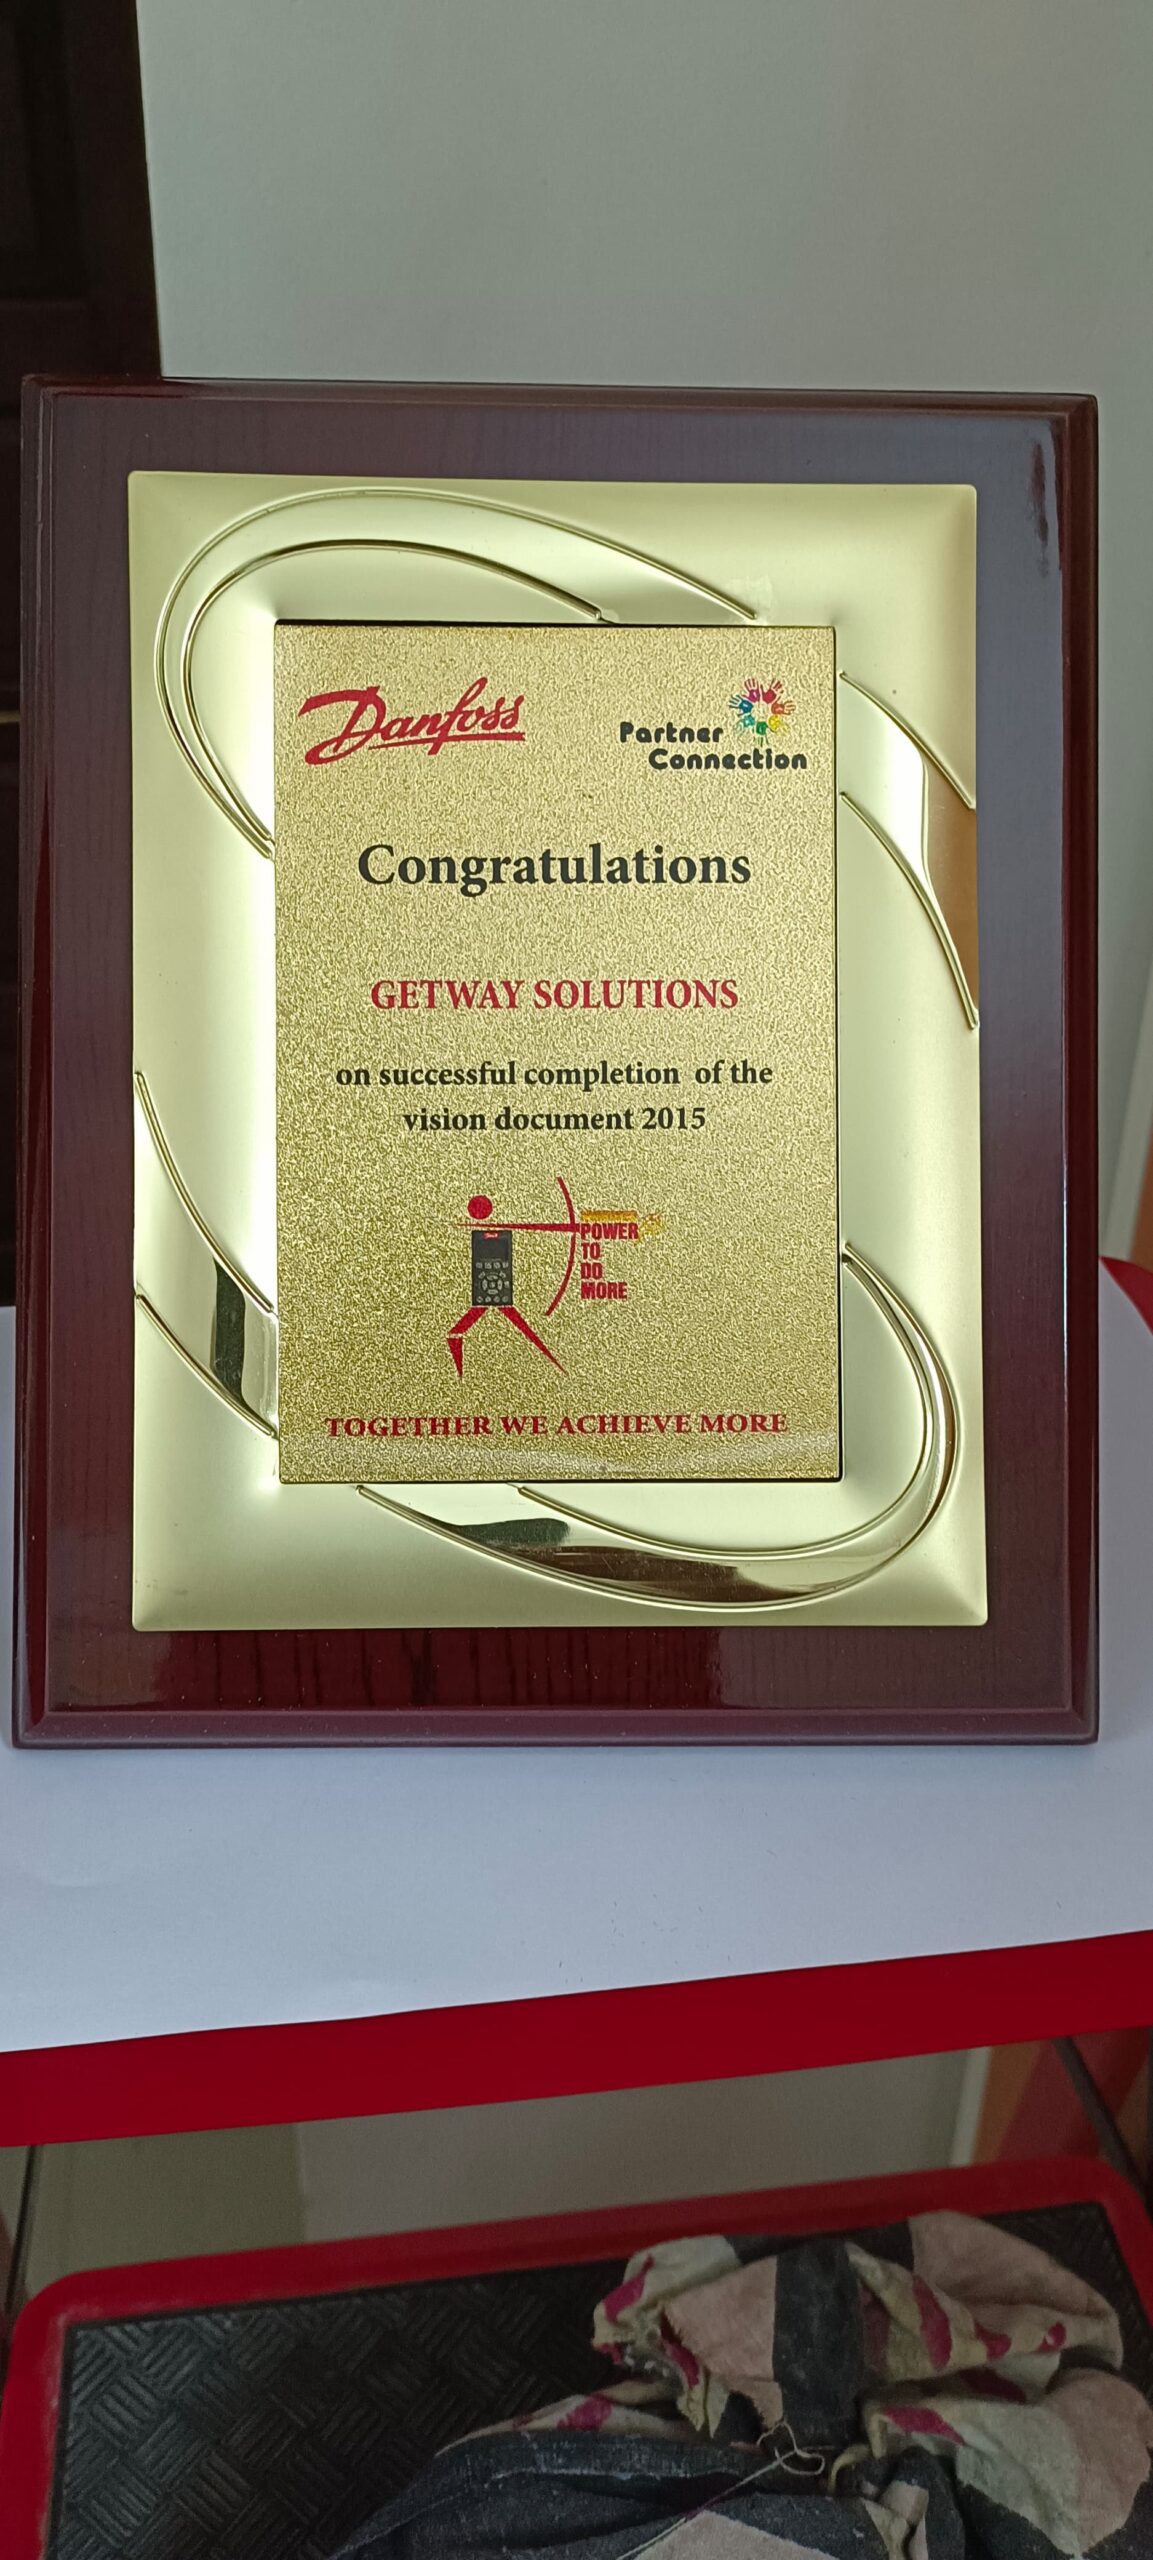 Danfoss
Partner
Connection
Congratulations
GETWAY SOLUTIONS
on successful completion of the
vision document 2015
POWER
TO
DO
MORE
TOGETHER WE ACHIEVE MORE